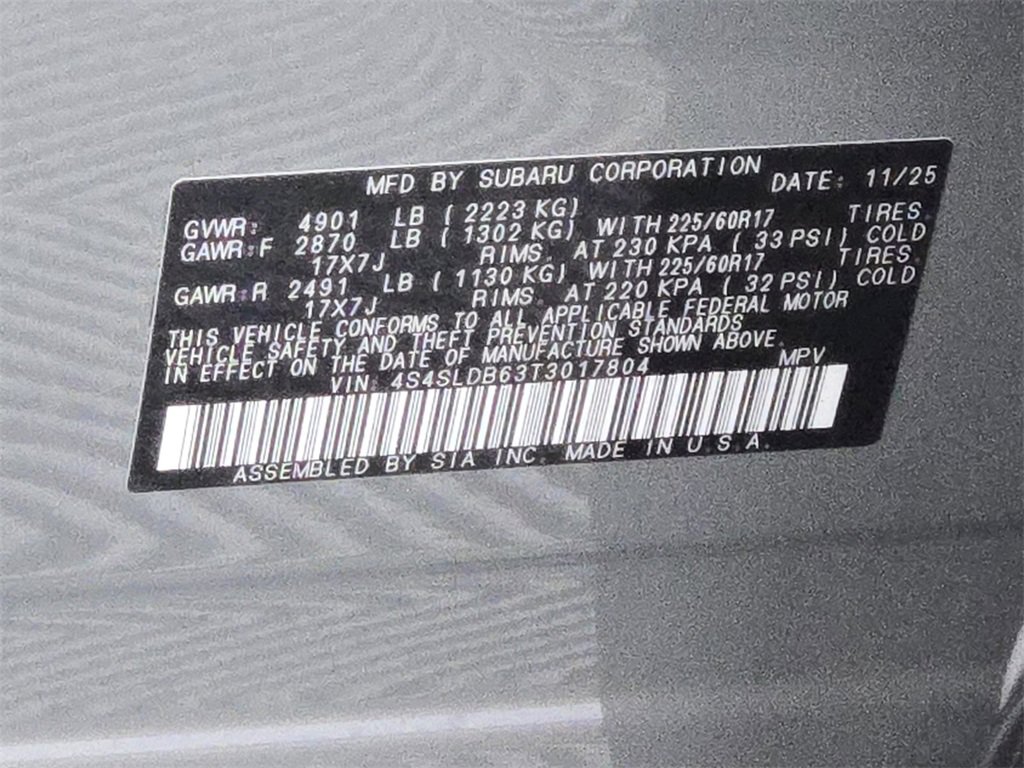 MFD BY SUBARU CORPORATION DATE: 11/25
GVWR: 4901 LB ( 2223 KG)
GAWR:F 2870 LB ( 1302 KG) WITH 225/60R17 TIRES.
17X7J RIMS. AT 230 KPA ( 33 PSI) COLD
GAWR:R 2491 LB ( 1130 KG) WITH 225/60R17 TIRES.
17X7J RIMS. AT 220 KPA ( 32 PSI) COLD
THIS VEHICLE CONFORMS TO ALL APPLICABLE FEDERAL MOTOR
VEHICLE SAFETY AND THEFT PREVENTION STANDARDS
IN EFFECT ON THE DATE OF MANUFACTURE SHOWN ABOVE.
VIN: 4S4SLDB63T3017804 MPV
ASSEMBLED BY SIA INC. MADE IN U.S.A.